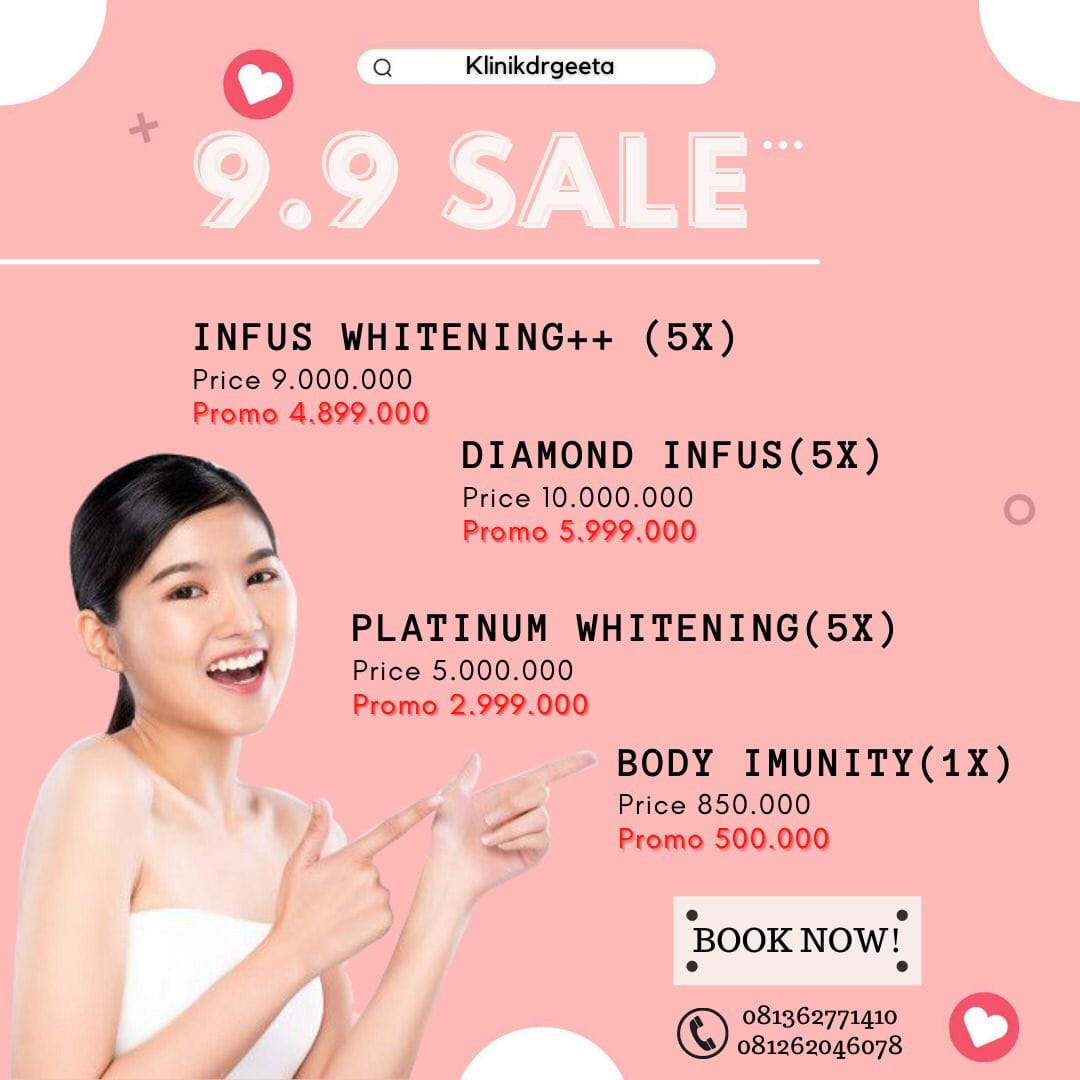 Klinikdrgeeta
9.9 SALE
INFUS WHITENING++ (5X)
Price 9.000.000
Promo 4.899.000
DIAMOND INFUS(5X)
Price 10.000.000
Promo 5.999.000
PLATINUM WHITENING(5X)
Price 5.000.000
Promo 2.999.000
BODY IMUNITY(1X)
Price 850.000
Promo 500.000
BOOK NOW!
081362771410
081262046078